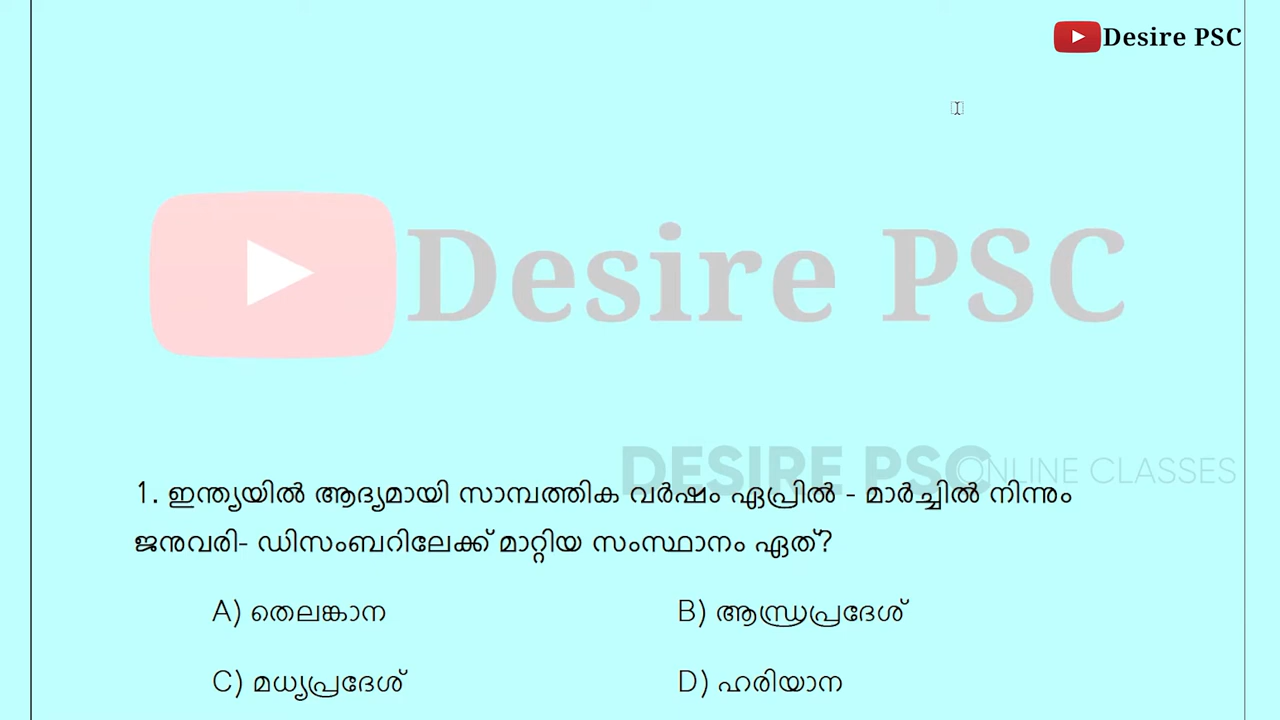 Desire PSC
Desire PSC
DESIRE PSC ONLINE CLASSES
1. ഇന്ത്യയിൽ ആദ്യമായി സാമ്പത്തിക വർഷം ഏപ്രിൽ - മാർച്ചിൽ നിന്നും
ജനുവരി- ഡിസംബറിലേക്ക് മാറ്റിയ സംസ്ഥാനം ഏത്?
A) തെലങ്കാന B) ആന്ധ്രപ്രദേശ്
C) മധ്യപ്രദേശ് D) ഹരിയാന